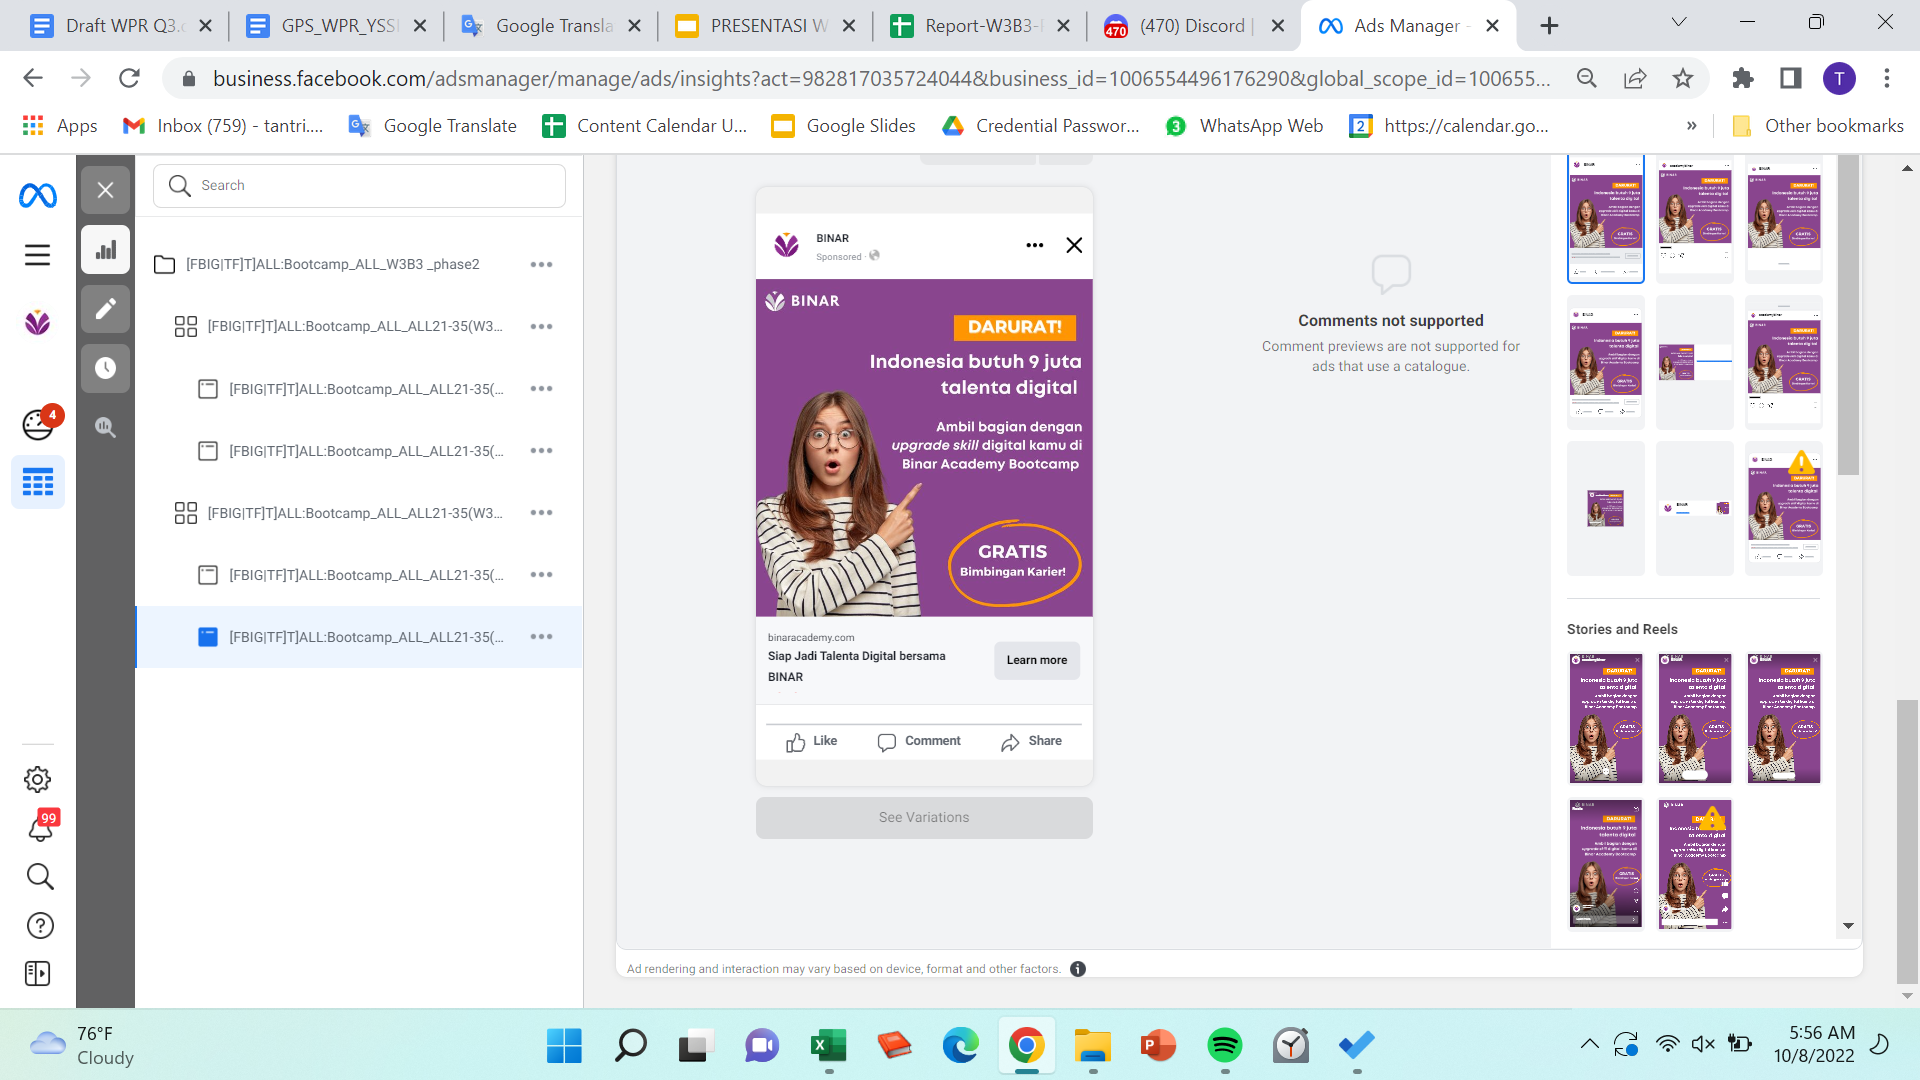 Draft WPR Q3.
GPS_WPR_YSSI
Google Transla
PRESENTASI W
Report-W3B3-
(470) Discord |
Ads Manager -
business.facebook.com/adsmanager/manage/ads/insights?act=982817035724044&business_id=1006554496176290&global_scope_id=100655...
T
Apps
Inbox (759) - tantri....
Google Translate
Content Calendar U...
Google Slides
Credential Passwor...
WhatsApp Web
https://calendar.go...
»
Other bookmarks
Search
[FBIG|TF]T]ALL:Bootcamp_ALL_W3B3 _phase2
[FBIG|TF]T]ALL:Bootcamp_ALL_ALL21-35(W3...
[FBIG|TF]T]ALL:Bootcamp_ALL_ALL21-35(...
[FBIG|TF]T]ALL:Bootcamp_ALL_ALL21-35(...
[FBIG|TF]T]ALL:Bootcamp_ALL_ALL21-35(W3...
[FBIG|TF]T]ALL:Bootcamp_ALL_ALL21-35(...
[FBIG|TF]T]ALL:Bootcamp_ALL_ALL21-35(...
4
99
BINAR
Sponsored ·
BINAR
DARURAT!
Indonesia butuh 9 juta
talenta digital
Ambil bagian dengan
upgrade skill digital kamu di
Binar Academy Bootcamp
GRATIS
Bimbingan Karier!
binaracademy.com
Siap Jadi Talenta Digital bersama
BINAR
Learn more
Like
Comment
Share
See Variations
Comments not supported
Comment previews are not supported for
ads that use a catalogue.
Stories and Reels
Ad rendering and interaction may vary based on device, format and other factors.
76°F
Cloudy
5:56 AM
10/8/2022